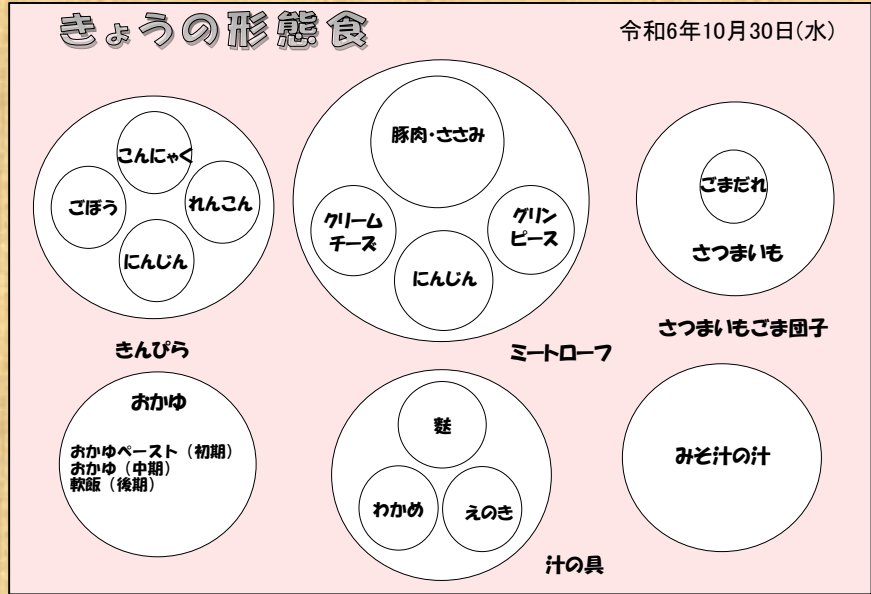 きょうの形態食
令和6年10月30日(水)
こんにゃく
ごぼう
れんこん
にんじん
きんぴら
豚肉・ささみ
クリーム
チーズ
グリン
ピース
にんじん
ミートローフ
ごまだれ
さつまいも
さつまいもごま団子
おかゆ
おかゆペースト（初期）
おかゆ（中期）
軟飯（後期）
麩
わかめ
えのき
汁の具
みそ汁の汁